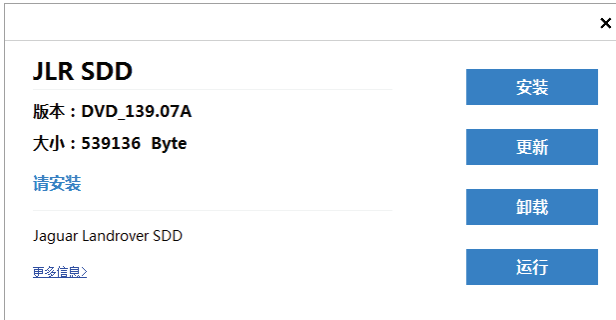 JLR SDD
版本：DVD_139.07A
大小：539136 Byte
请安装
Jaguar Landrover SDD
更多信息>
安装
更新
卸载
运行